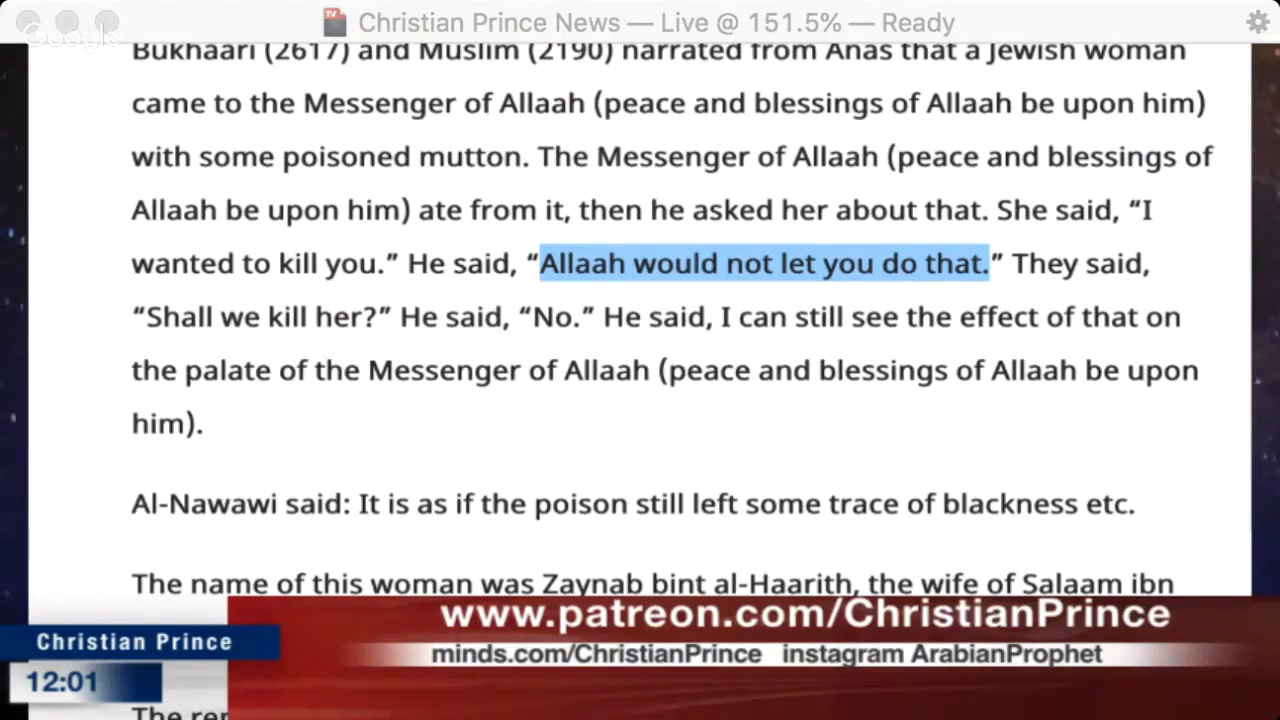 Christian Prince News — Live @ 151.5% — Ready
Google
Bukhaari (2617) and Muslim (2190) narrated from Anas that a Jewish woman
came to the Messenger of Allaah (peace and blessings of Allaah be upon him)
with some poisoned mutton. The Messenger of Allaah (peace and blessings of
Allaah be upon him) ate from it, then he asked her about that. She said, “I
wanted to kill you.” He said, “Allaah would not let you do that.” They said,
“Shall we kill her?” He said, “No.” He said, I can still see the effect of that on
the palate of the Messenger of Allaah (peace and blessings of Allaah be upon
him).
Al-Nawawi said: It is as if the poison still left some trace of blackness etc.
The name of this woman was Zaynab bint al-Haarith, the wife of Salaam ibn
www.patreon.com/ChristianPrince
Christian Prince
minds.com/ChristianPrince instagram ArabianProphet
12:01
The